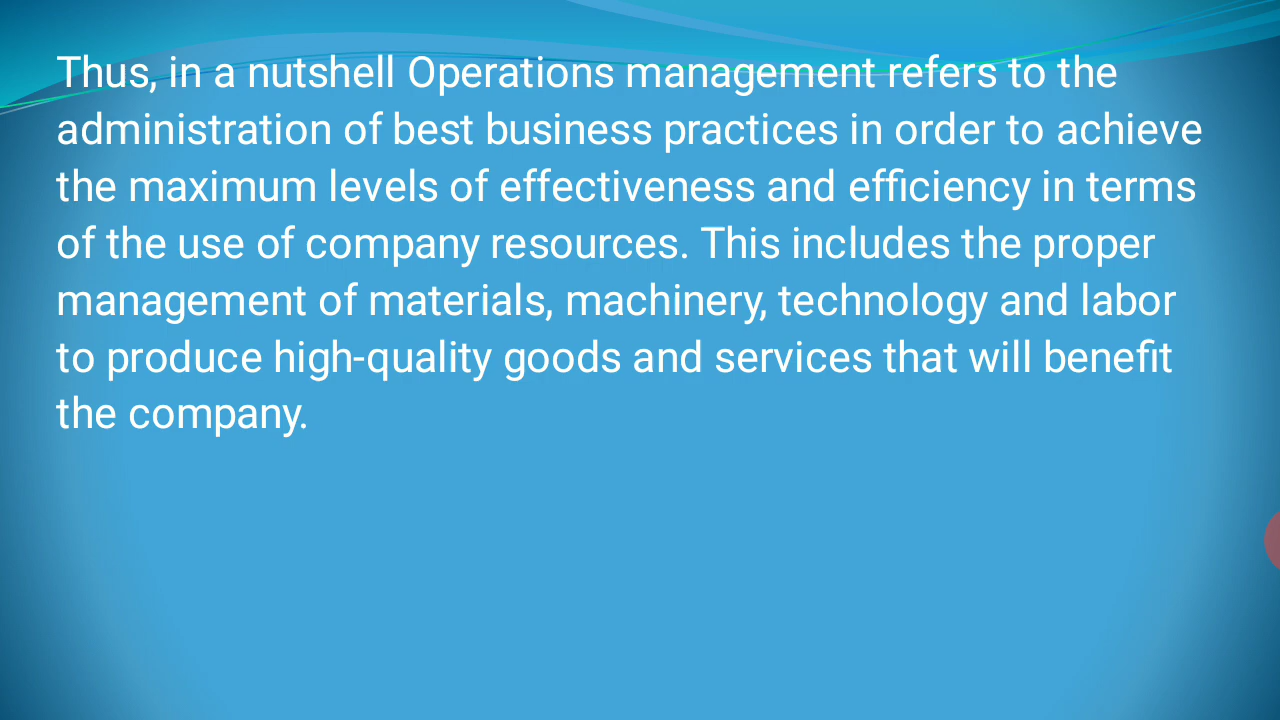 Thus, in a nutshell Operations management refers to the
administration of best business practices in order to achieve
the maximum levels of effectiveness and efficiency in terms
of the use of company resources. This includes the proper
management of materials, machinery, technology and labor
to produce high-quality goods and services that will benefit
the company.